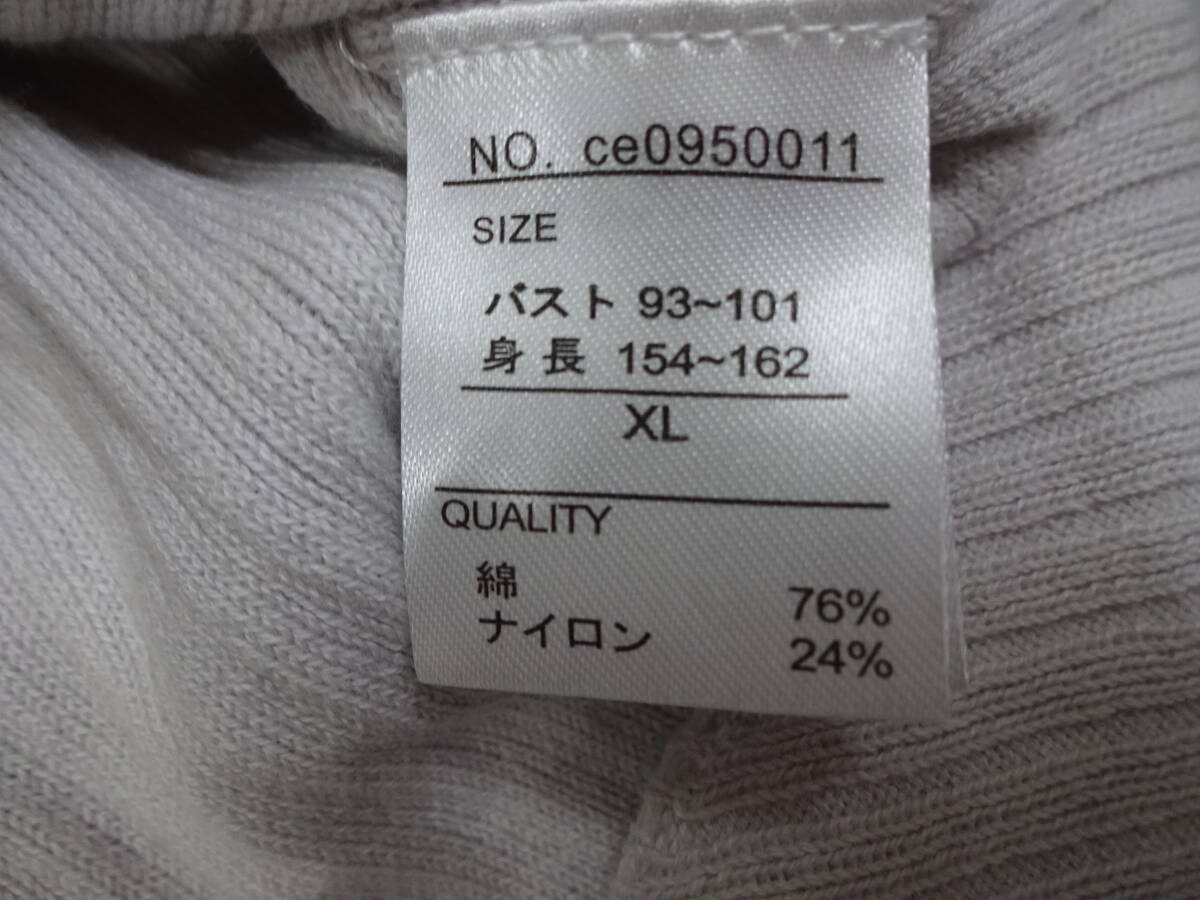 NO. ce0950011
SIZE
バスト 93~101
身長 154~162
XL
QUALITY
綿 76%
ナイロン 24%